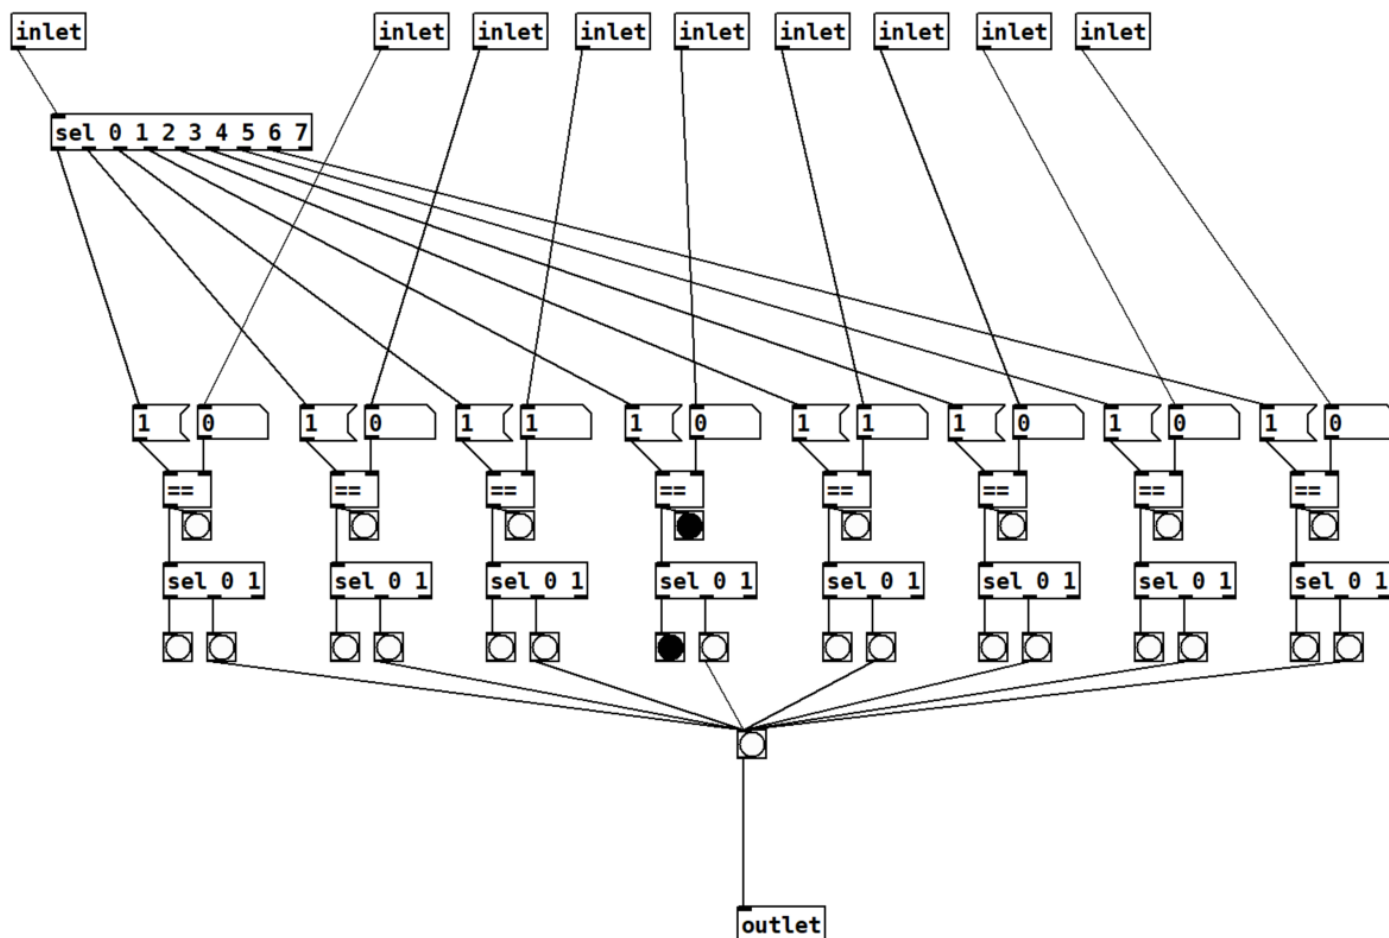 inlet inlet inlet inlet inlet inlet inlet inlet inlet
sel 0 1 2 3 4 5 6 7
1 0 1 0 1 1 1 0 1 1 1 0 1 0 1 0
== == == == == == == ==
sel 0 1 sel 0 1 sel 0 1 sel 0 1 sel 0 1 sel 0 1 sel 0 1 sel 0 1
outlet